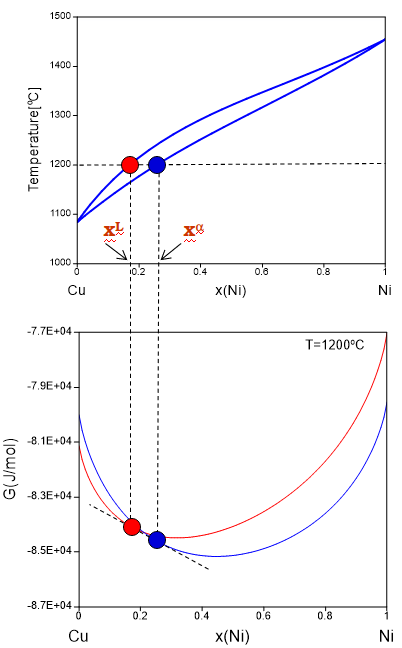 1500
1400
1300
1200
1100
1000
Temperature[ºC]
xL
xα
0
0.2
0.4
0.6
0.8
1
Cu
x(Ni)
Ni
-7.7E+04
-7.9E+04
-8.1E+04
-8.3E+04
-8.5E+04
-8.7E+04
G(J/mol)
T=1200ºC
0
0.2
0.4
0.6
0.8
1
Cu
x(Ni)
Ni